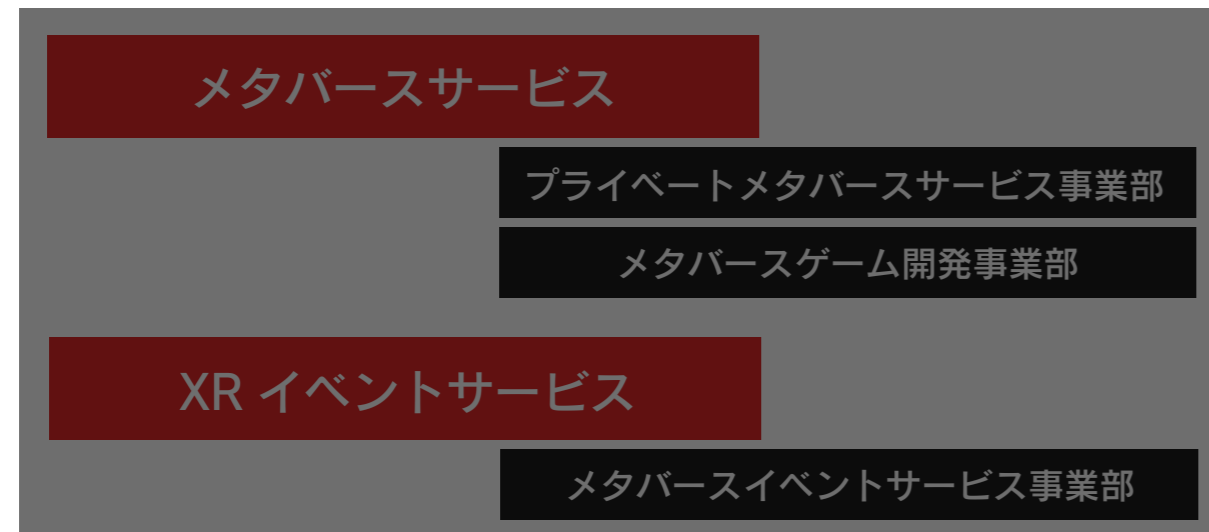 メタバースサービス
プライベートメタバースサービス事業部
メタバースゲーム開発事業部
XR イベントサービス
メタバースイベントサービス事業部